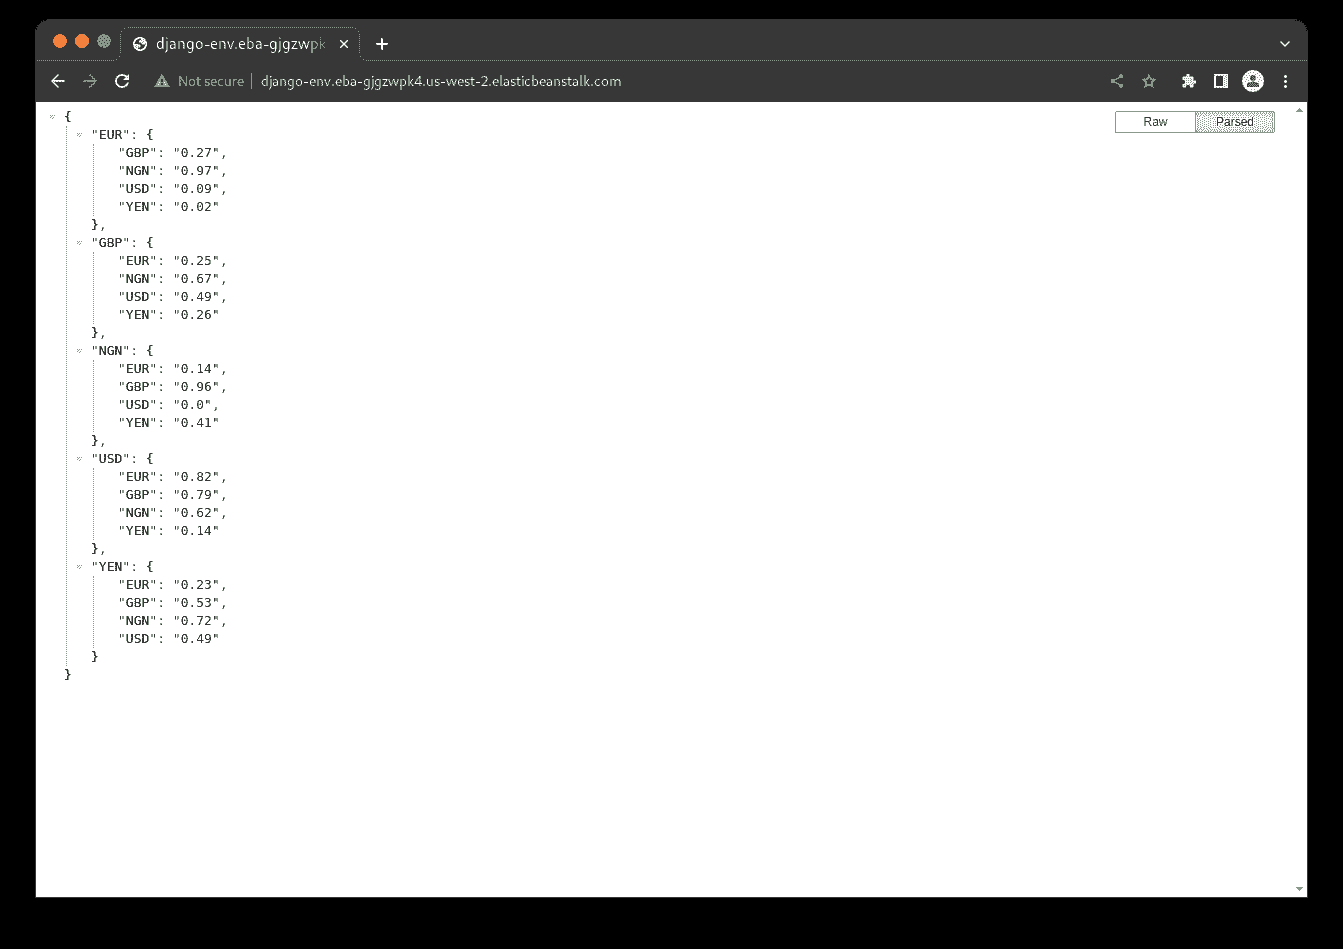 django-env.eba-gjgzwpk
Not secure | django-env.eba-gjgzwpk4.us-west-2.elasticbeanstalk.com
Raw Parsed
{
"EUR": {
"GBP": "0.27",
"NGN": "0.97",
"USD": "0.09",
"YEN": "0.02"
},
"GBP": {
"EUR": "0.25",
"NGN": "0.67",
"USD": "0.49",
"YEN": "0.26"
},
"NGN": {
"EUR": "0.14",
"GBP": "0.96",
"USD": "0.0",
"YEN": "0.41"
},
"USD": {
"EUR": "0.82",
"GBP": "0.79",
"NGN": "0.62",
"YEN": "0.14"
},
"YEN": {
"EUR": "0.23",
"GBP": "0.53",
"NGN": "0.72",
"USD": "0.49"
}
}